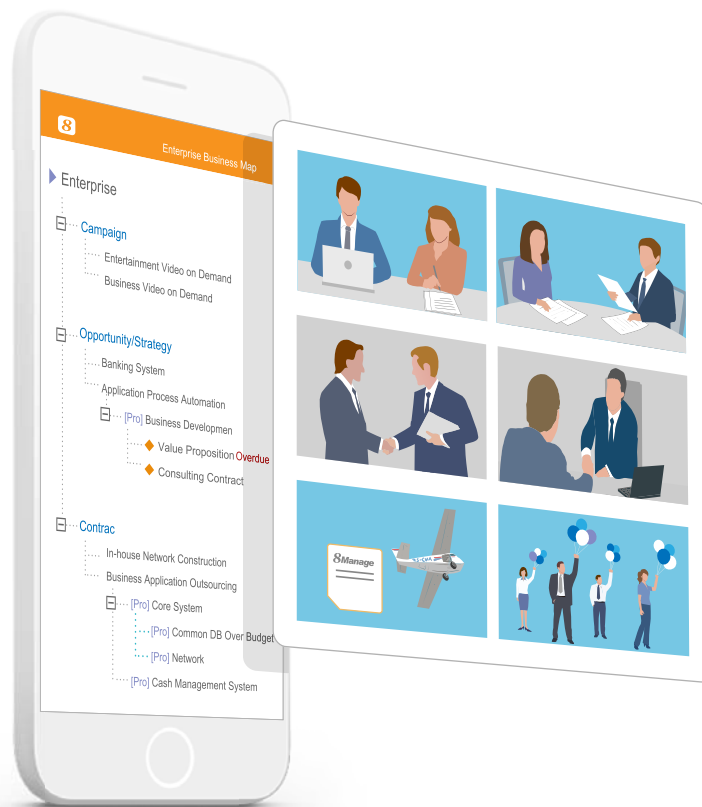 8
Enterprise Business Map
Enterprise
Campaign
Entertainment Video on Demand
Business Video on Demand
Opportunity/Strategy
Banking System
Application Process Automation
[Pro] Business Developmen
Value Proposition Overdue
Consulting Contract
Contrac
In-house Network Construction
Business Application Outsourcing
[Pro] Core System
[Pro] Common DB Over Budget
[Pro] Network
[Pro] Cash Management System
8Manage